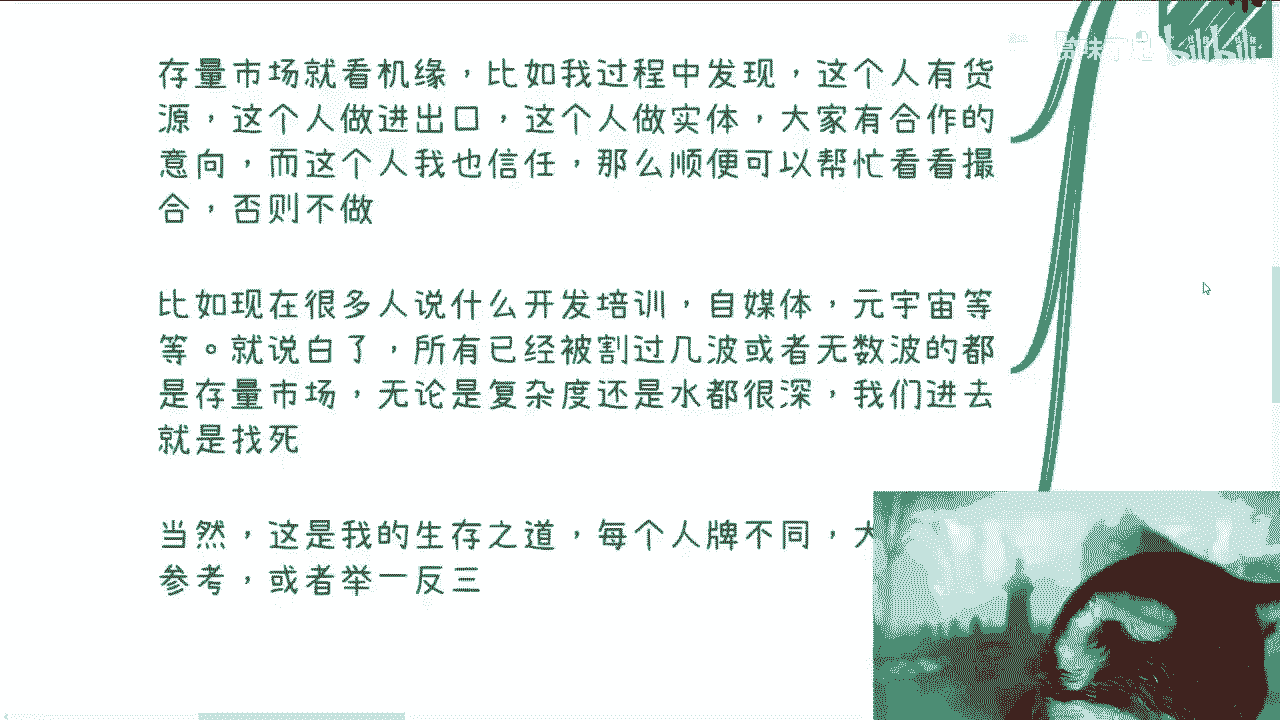 存量市场就看机缘，比如我过程中发现，这个人有货
源，这个人做进出口，这个人做实体，大家有合作的
意向，而这个人我也信任，那么顺便可以帮忙看看撮
合，否则不做
比如现在很多人说什么开发培训，自媒体，元宇宙等
等。就说白了，所有已经被割过几波或者无数波的都
是存量市场，无论是复杂度还是水都很深，我们进去
就是找死
当然，这是我的生存之道，每个人牌不同，大
参考，或者举一反三
bilibili